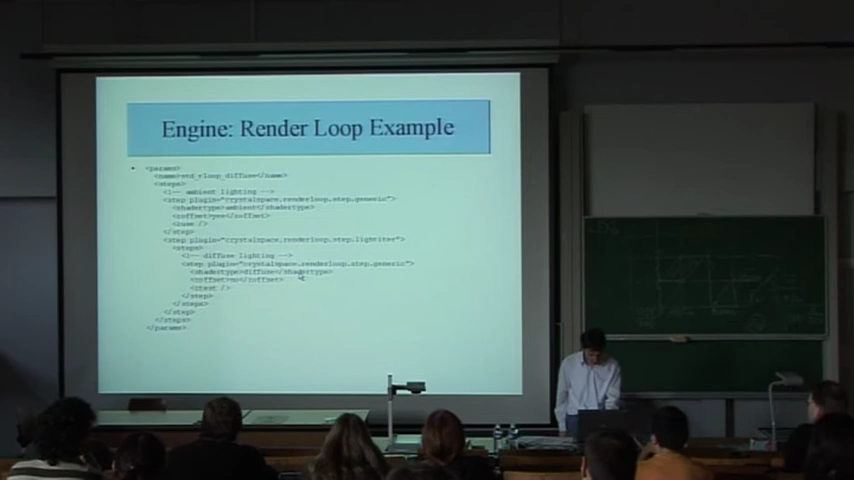 Engine: Render Loop Example
• <params>
<name>std_rloop_diffuse</name>
<steps>
<!-- ambient lighting -->
<step plugin="crystalspace.renderloop.step.generic">
<shadertype>ambient</shadertype>
<zoffset>yes</zoffset>
<zuse />
</step>
<step plugin="crystalspace.renderloop.step.lightiter">
<steps>
<!-- diffuse lighting -->
<step plugin="crystalspace.renderloop.step.generic">
<shadertype>diffuse</shadertype>
<zoffset>no</zoffset>
<ztest />
</step>
</steps>
</step>
</steps>
</params>